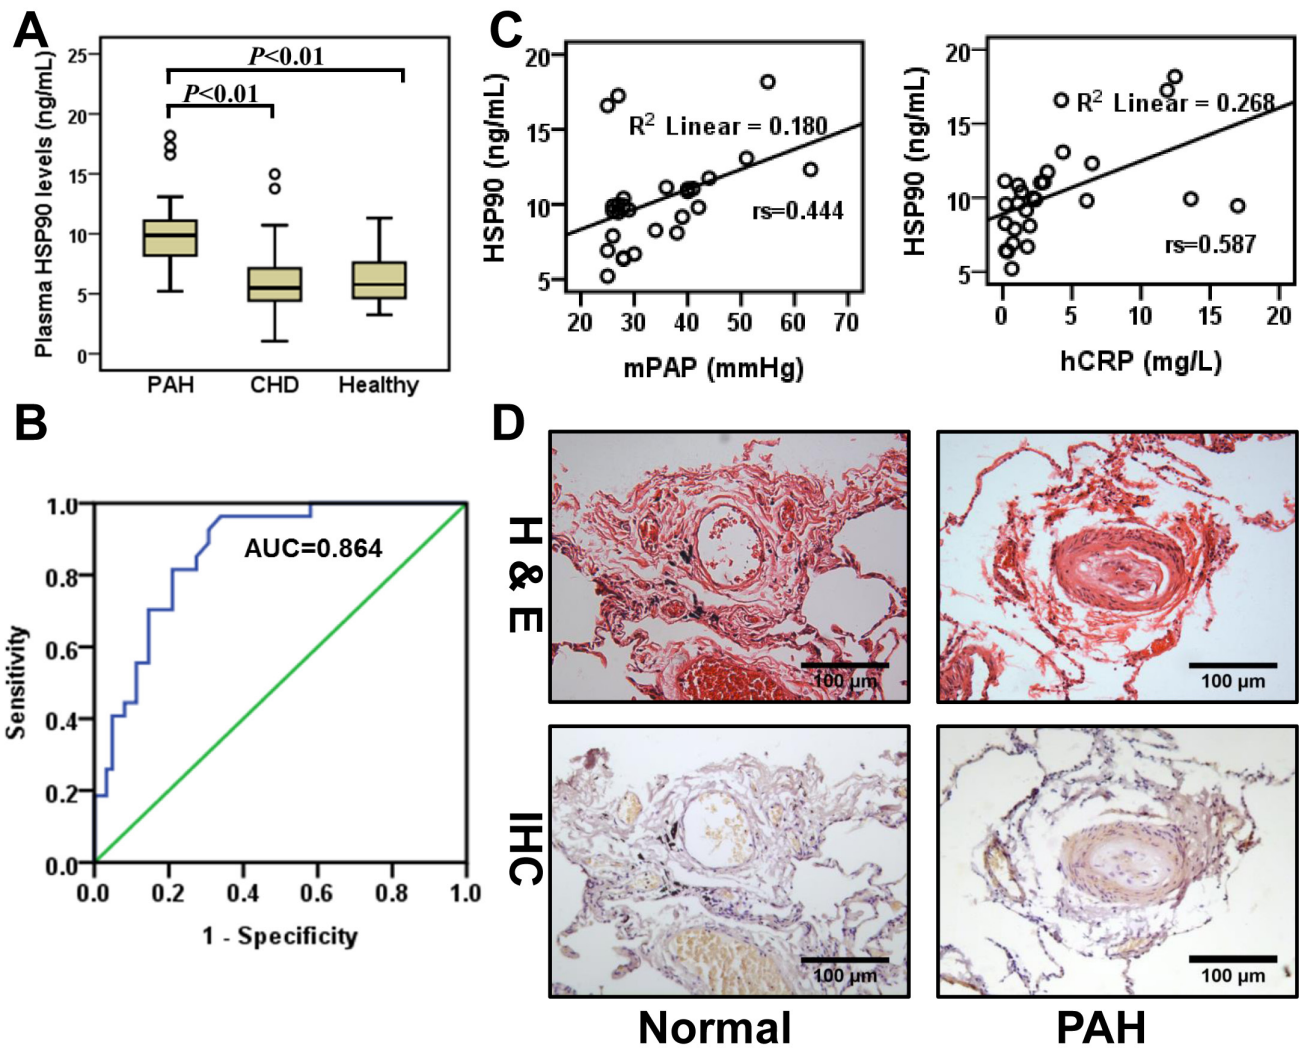 A
Plasma HSP90 levels (ng/mL)
25
20
15
10
5
0
P<0.01
P<0.01
PAH
CHD
Healthy
B
Sensitivity
1.0
0.8
0.6
0.4
0.2
0.0
AUC=0.864
0.0
0.2
0.4
0.6
0.8
1.0
1 - Specificity
C
HSP90 (ng/mL)
20
15
10
5
R² Linear = 0.180
rs=0.444
20
30
40
50
60
70
mPAP (mmHg)
HSP90 (ng/mL)
20
15
10
5
R² Linear = 0.268
rs=0.587
0
5
10
15
20
hCRP (mg/L)
D
H & E
100 µm
100 µm
IHC
100 µm
100 µm
Normal
PAH